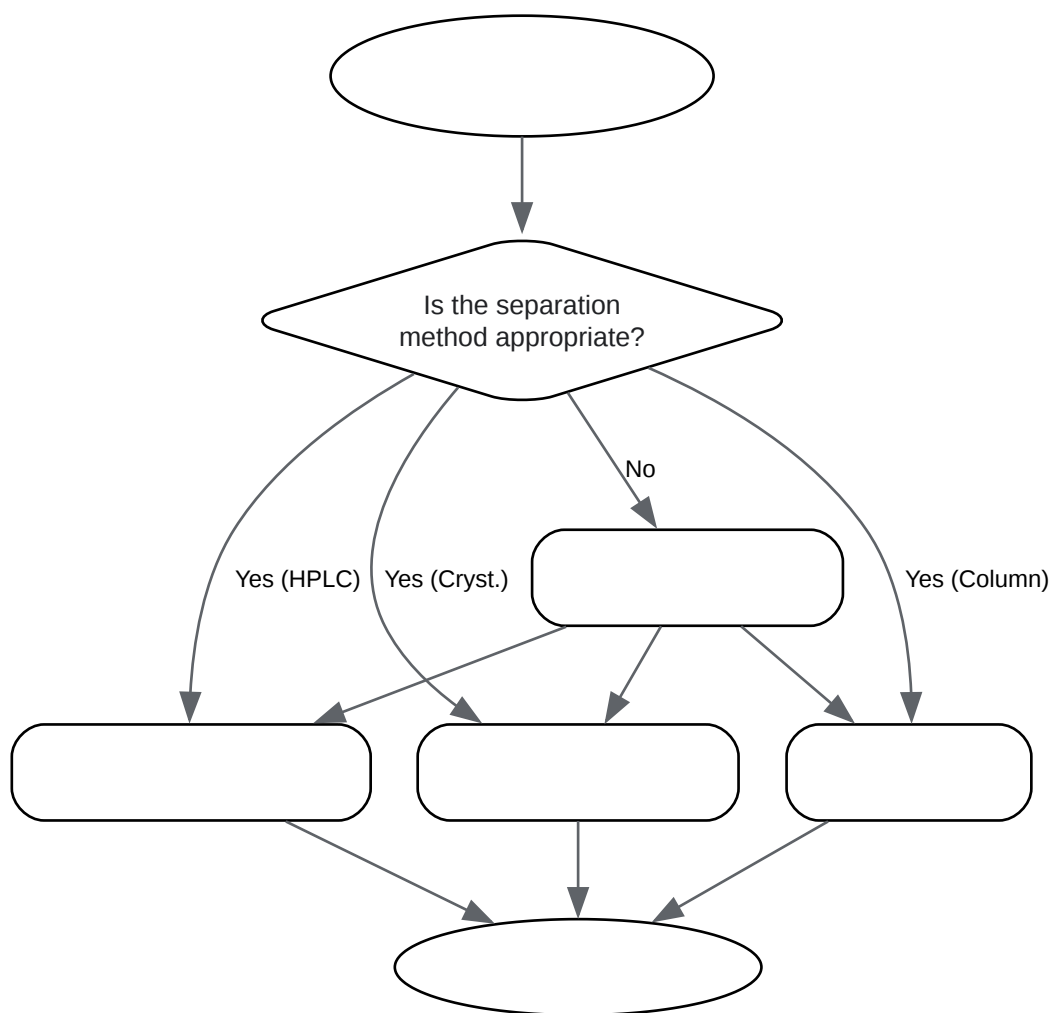 Is the separation
method appropriate?
No
Yes (HPLC)
Yes (Cryst.)
Yes (Column)